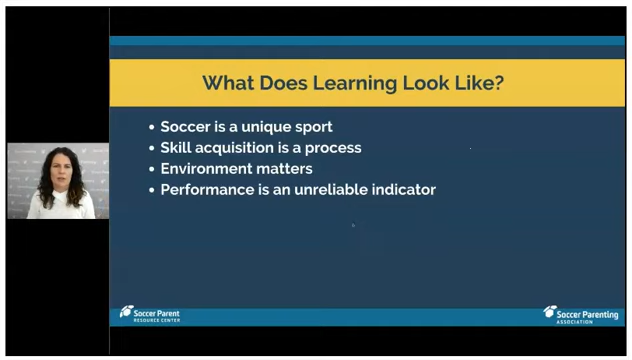 What Does Learning Look Like?
• Soccer is a unique sport
• Skill acquisition is a process
• Environment matters
• Performance is an unreliable indicator
Soccer Parent
RESOURCE CENTER
Soccer Parenting
ASSOCIATION